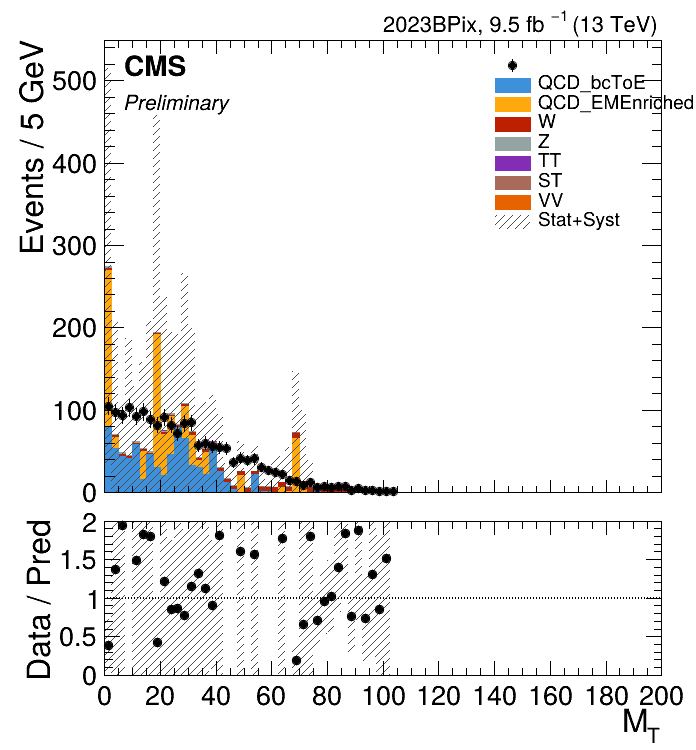 2023BPix, 9.5 fb⁻¹ (13 TeV)
CMS
Preliminary
QCD_bcToE
QCD_EMEnriched
W
Z
TT
ST
VV
Stat+Syst
Events / 5 GeV
500
400
300
200
100
0
Data / Pred
2
1.5
1
0.5
0
0 20 40 60 80 100 120 140 160 180 200
M_T